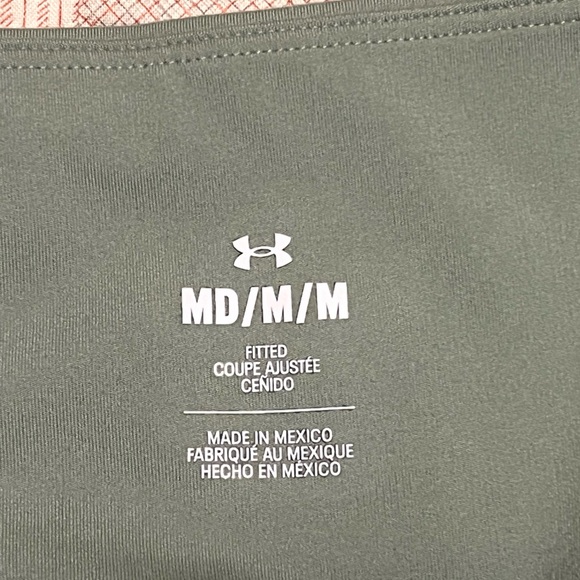 MD/M/M
FITTED
COUPE AJUSTÉE
CEÑIDO
MADE IN MEXICO
FABRIQUÉ AU MEXIQUE
HECHO EN MÉXICO